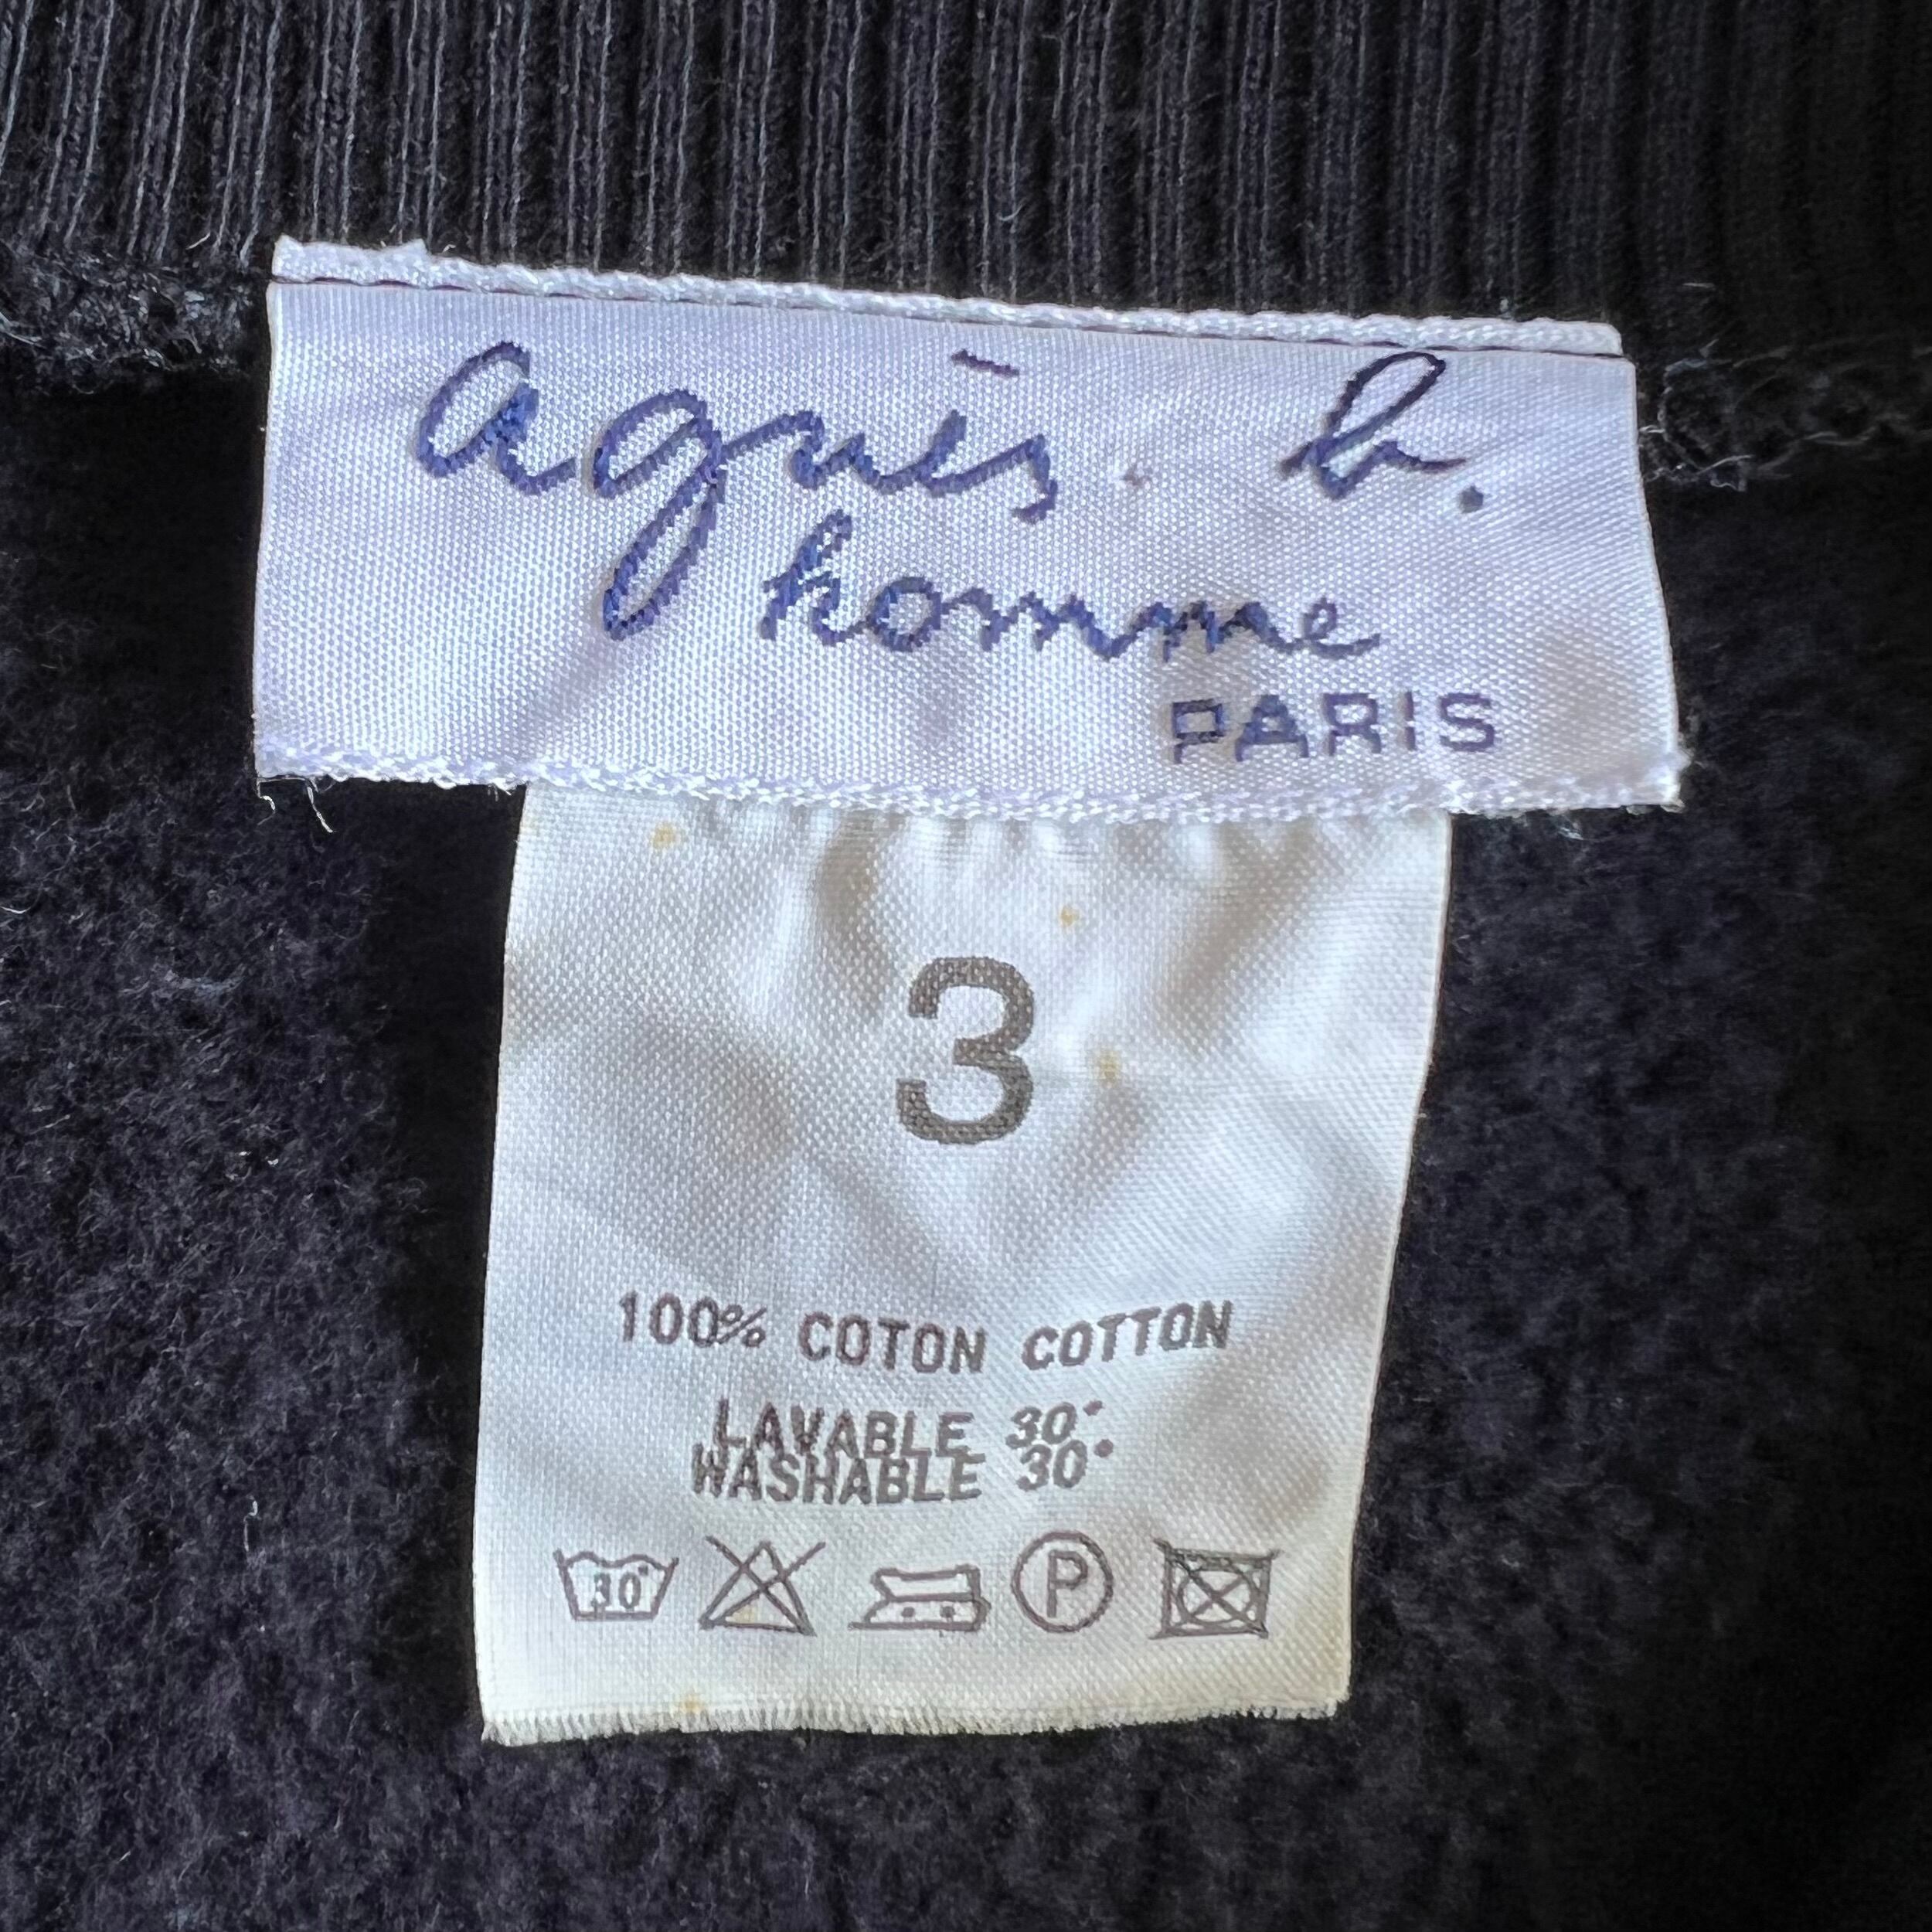 agnès b.
homme
PARIS
3
100% COTON COTTON
LAVABLE 30°
WASHABLE 30°
30° P